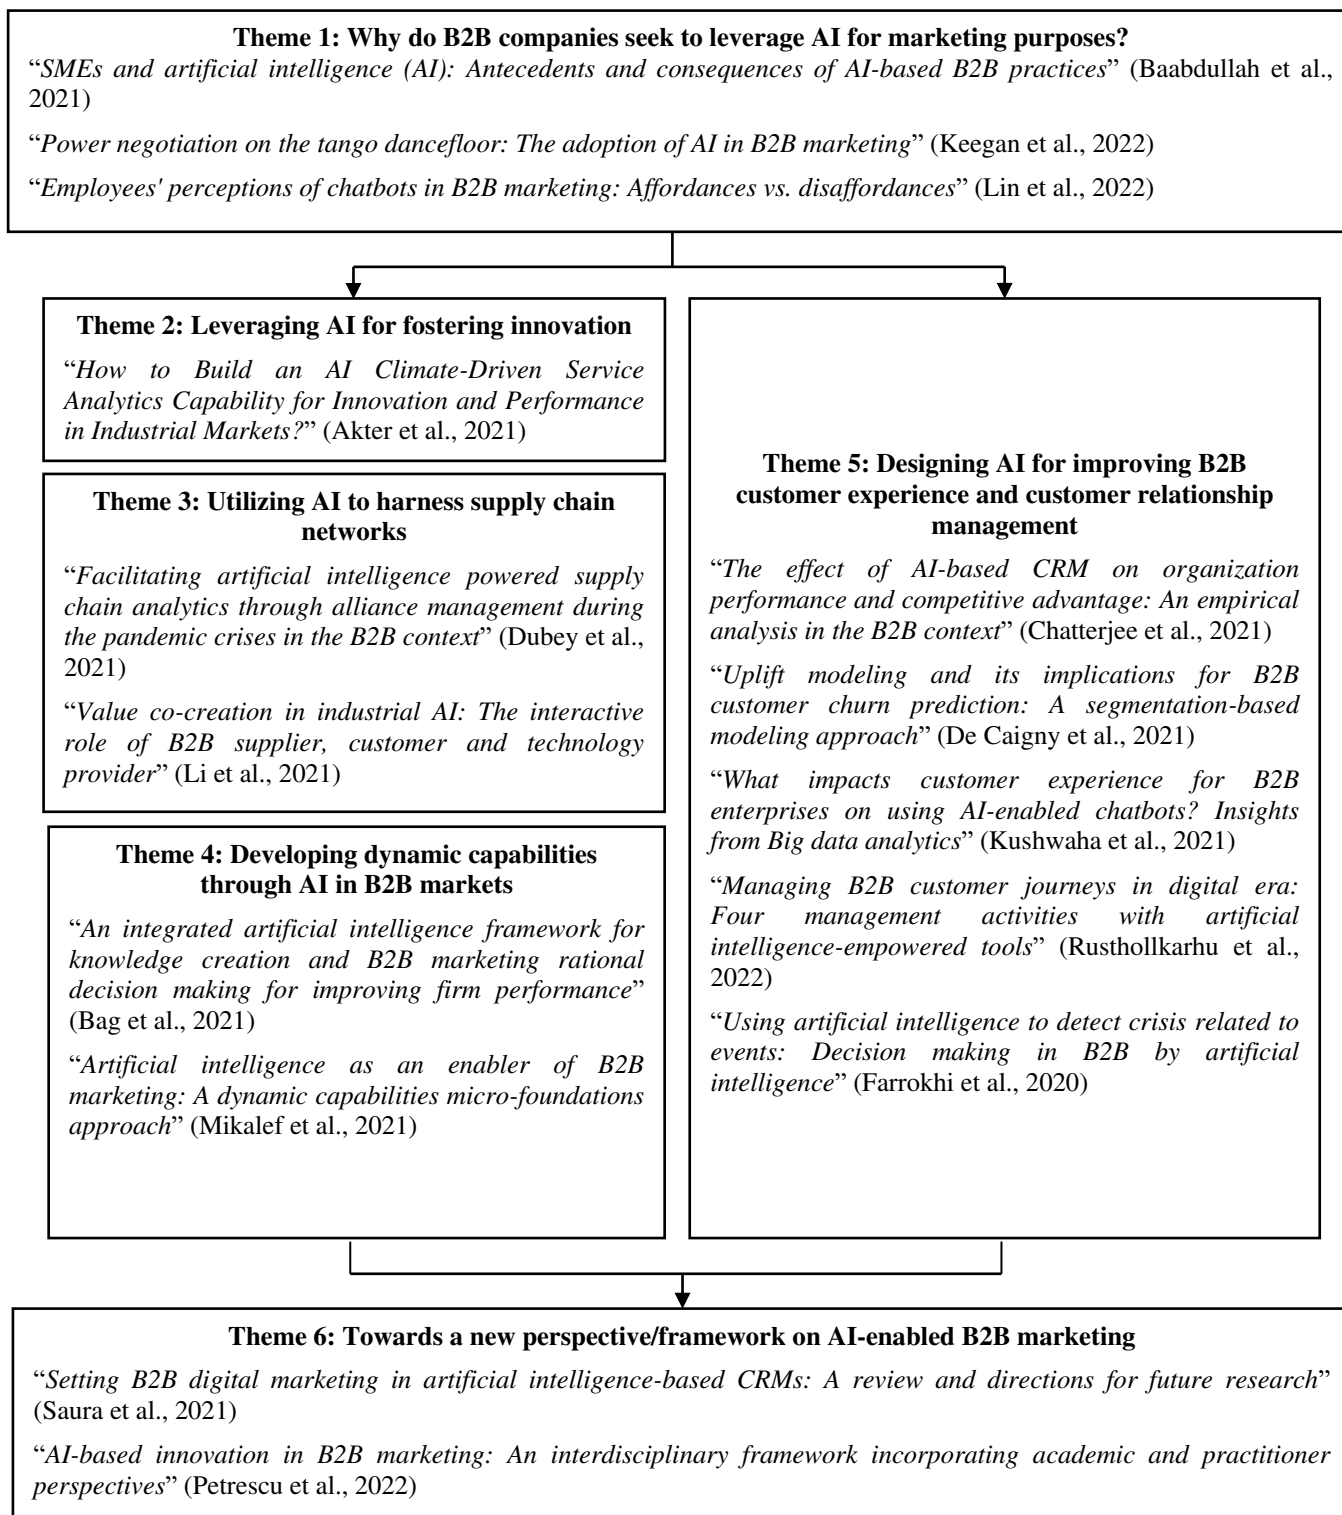 Theme 1: Why do B2B companies seek to leverage AI for marketing purposes?
“SMEs and artificial intelligence (AI): Antecedents and consequences of AI-based B2B practices” (Baabdullah et al.,
2021)
“Power negotiation on the tango dancefloor: The adoption of AI in B2B marketing” (Keegan et al., 2022)
“Employees' perceptions of chatbots in B2B marketing: Affordances vs. disaffordances” (Lin et al., 2022)
Theme 2: Leveraging AI for fostering innovation
“How to Build an AI Climate-Driven Service
Analytics Capability for Innovation and Performance
in Industrial Markets?” (Akter et al., 2021)
Theme 3: Utilizing AI to harness supply chain
networks
“Facilitating artificial intelligence powered supply
chain analytics through alliance management during
the pandemic crises in the B2B context” (Dubey et al.,
2021)
“Value co-creation in industrial AI: The interactive
role of B2B supplier, customer and technology
provider” (Li et al., 2021)
Theme 4: Developing dynamic capabilities
through AI in B2B markets
“An integrated artificial intelligence framework for
knowledge creation and B2B marketing rational
decision making for improving firm performance”
(Bag et al., 2021)
“Artificial intelligence as an enabler of B2B
marketing: A dynamic capabilities micro-foundations
approach” (Mikalef et al., 2021)
Theme 5: Designing AI for improving B2B
customer experience and customer relationship
management
“The effect of AI-based CRM on organization
performance and competitive advantage: An empirical
analysis in the B2B context” (Chatterjee et al., 2021)
“Uplift modeling and its implications for B2B
customer churn prediction: A segmentation-based
modeling approach” (De Caigny et al., 2021)
“What impacts customer experience for B2B
enterprises on using AI-enabled chatbots? Insights
from Big data analytics” (Kushwaha et al., 2021)
“Managing B2B customer journeys in digital era:
Four management activities with artificial
intelligence-empowered tools” (Rusthollkarhu et al.,
2022)
“Using artificial intelligence to detect crisis related to
events: Decision making in B2B by artificial
intelligence” (Farrokhi et al., 2020)
Theme 6: Towards a new perspective/framework on AI-enabled B2B marketing
“Setting B2B digital marketing in artificial intelligence-based CRMs: A review and directions for future research”
(Saura et al., 2021)
“AI-based innovation in B2B marketing: An interdisciplinary framework incorporating academic and practitioner
perspectives” (Petrescu et al., 2022)